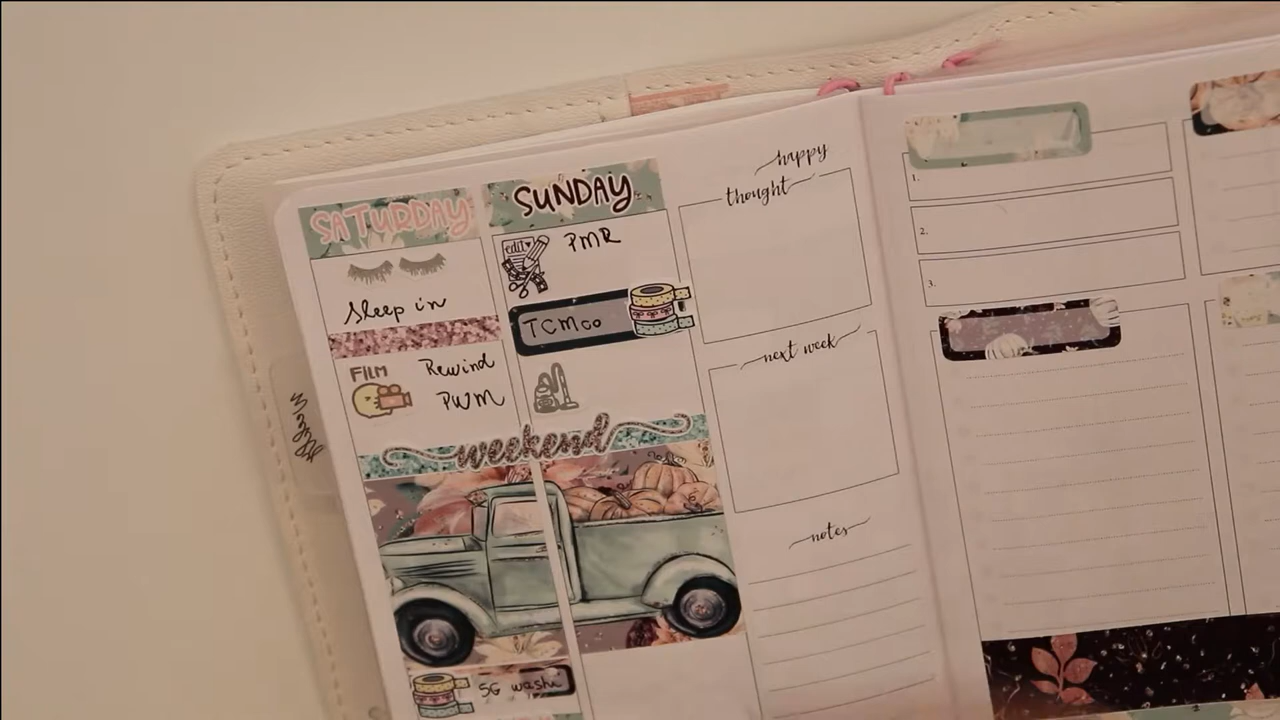 SATURDAY
Sleep in
FILM
Rewind
PWM
SUNDAY
edit
PMR
TCMCo
weekend
SG washi
happy
thought
next week
notes
1.
2.
3.